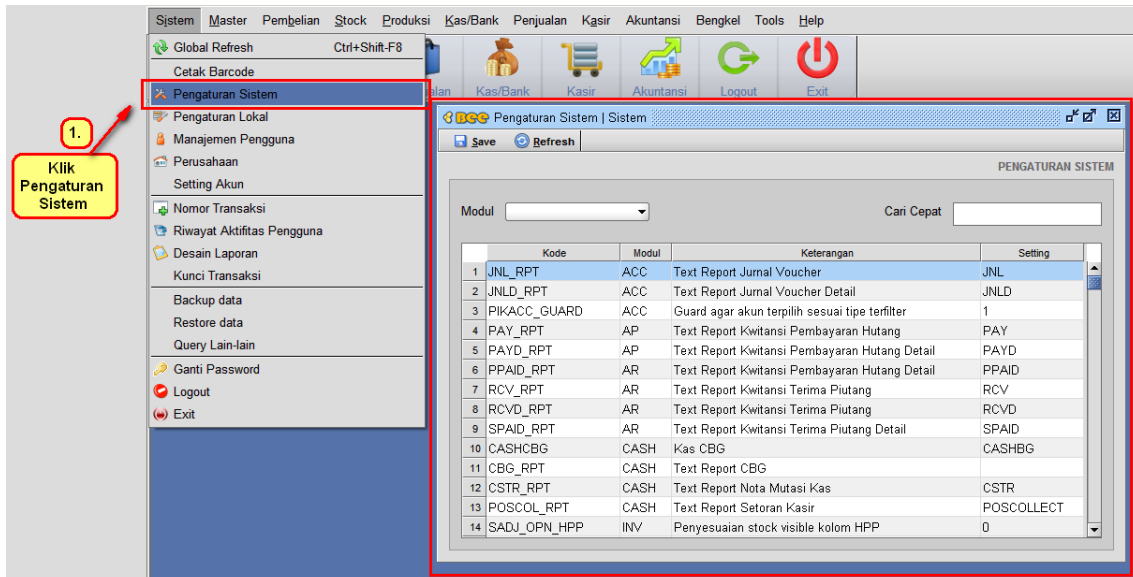 Sistem Master Pembelian Stock Produksi Kas/Bank Penjualan Kasir Akuntansi Bengkel Tools Help
Global Refresh Ctrl+Shift-F8
Cetak Barcode
Pengaturan Sistem
Pengaturan Lokal
Manajemen Pengguna
Perusahaan
Setting Akun
Nomor Transaksi
Riwayat Aktifitas Pengguna
Desain Laporan
Kunci Transaksi
Backup data
Restore data
Query Lain-lain
Ganti Password
Logout
Exit
1.
Klik
Pengaturan
Sistem
Kas/Bank Kasir Akuntansi Logout Exit
Bee Pengaturan Sistem | Sistem
Save Refresh
PENGATURAN SISTEM
Modul Cari Cepat
Kode Modul Keterangan Setting
1 JNL_RPT ACC Text Report Jurnal Voucher JNL
2 JNLD_RPT ACC Text Report Jurnal Voucher Detail JNLD
3 PIKACC_GUARD ACC Guard agar akun terpilih sesuai tipe terfilter 1
4 PAY_RPT AP Text Report Kwitansi Pembayaran Hutang PAY
5 PAYD_RPT AP Text Report Kwitansi Pembayaran Hutang Detail PAYD
6 PPAID_RPT AR Text Report Kwitansi Pembayaran Hutang Detail PPAID
7 RCV_RPT AR Text Report Kwitansi Terima Piutang RCV
8 RCVD_RPT AR Text Report Kwitansi Terima Piutang RCVD
9 SPAID_RPT AR Text Report Kwitansi Terima Piutang Detail SPAID
10 CASHCBG CASH Kas CBG CASHBG
11 CBG_RPT CASH Text Report CBG
12 CSTR_RPT CASH Text Report Nota Mutasi Kas CSTR
13 POSCOL_RPT CASH Text Report Setoran Kasir POSCOLLECT
14 SADJ_OPN_HPP INV Penyesuaian stock visible kolom HPP 0